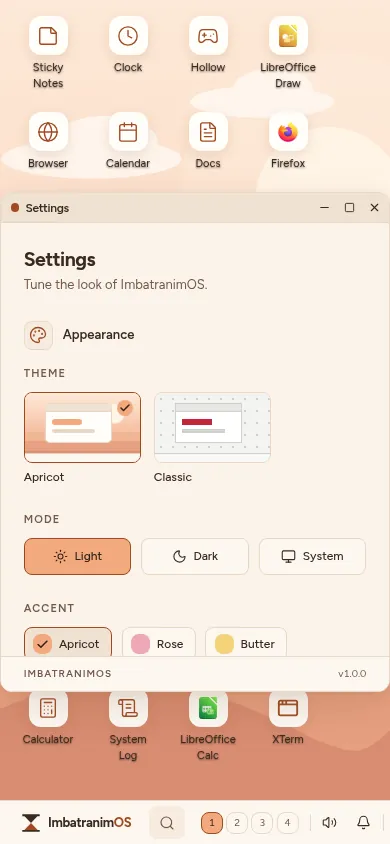 Sticky
Notes
Clock
Hollow
LibreOffice
Draw
Browser
Calendar
Docs
Firefox
Settings
Settings
Tune the look of ImbatranimOS.
Appearance
THEME
Apricot
Classic
MODE
Light
Dark
System
ACCENT
Apricot
Rose
Butter
IMBATRANIMOS
v1.0.0
Calculator
System
Log
LibreOffice
Calc
XTerm
ImbatranimOS
1
2
3
4